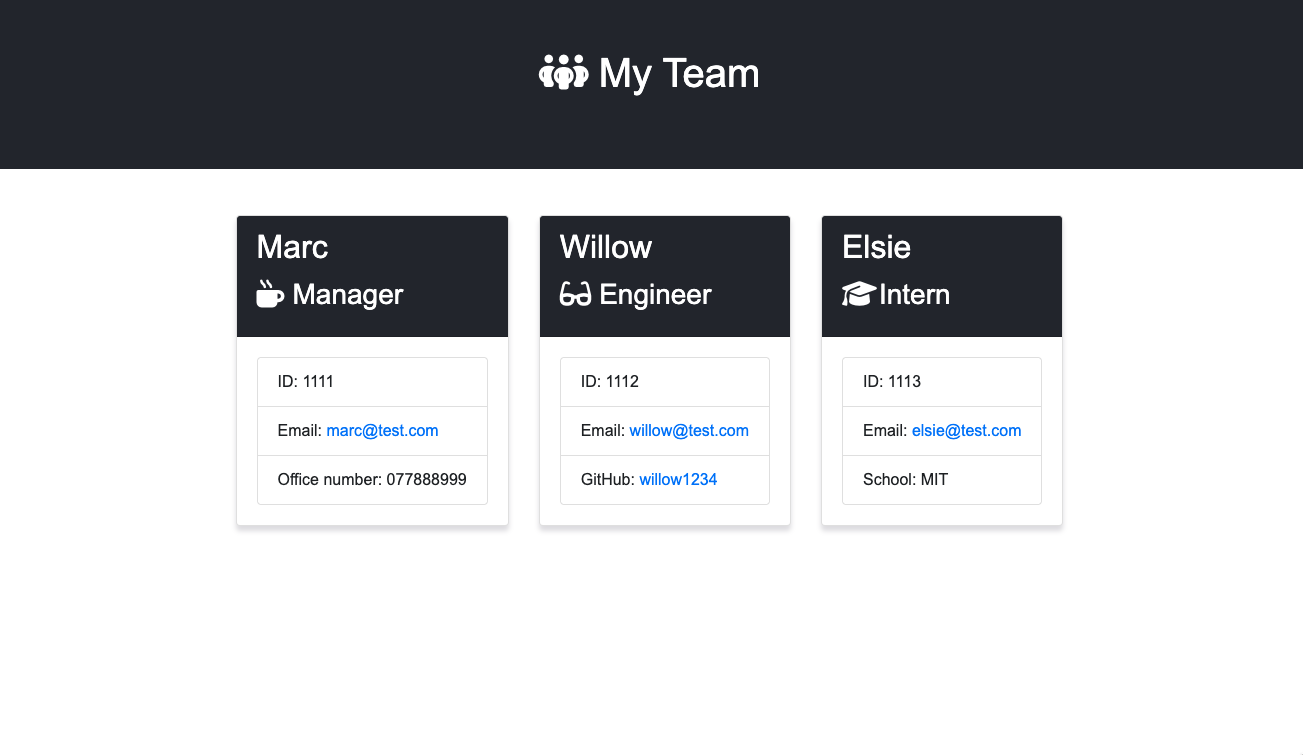 My Team
Marc
Manager
ID: 1111
Email: marc@test.com
Office number: 077888999
Willow
Engineer
ID: 1112
Email: willow@test.com
GitHub: willow1234
Elsie
Intern
ID: 1113
Email: elsie@test.com
School: MIT